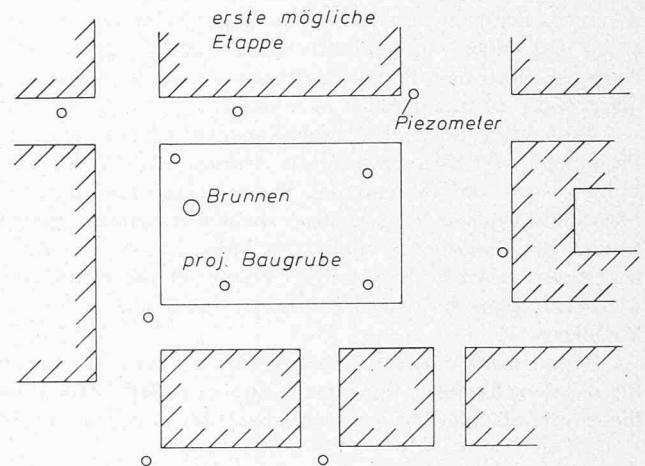 erste mögliche
Etappe
Piezometer
Brunnen
proj. Baugrube